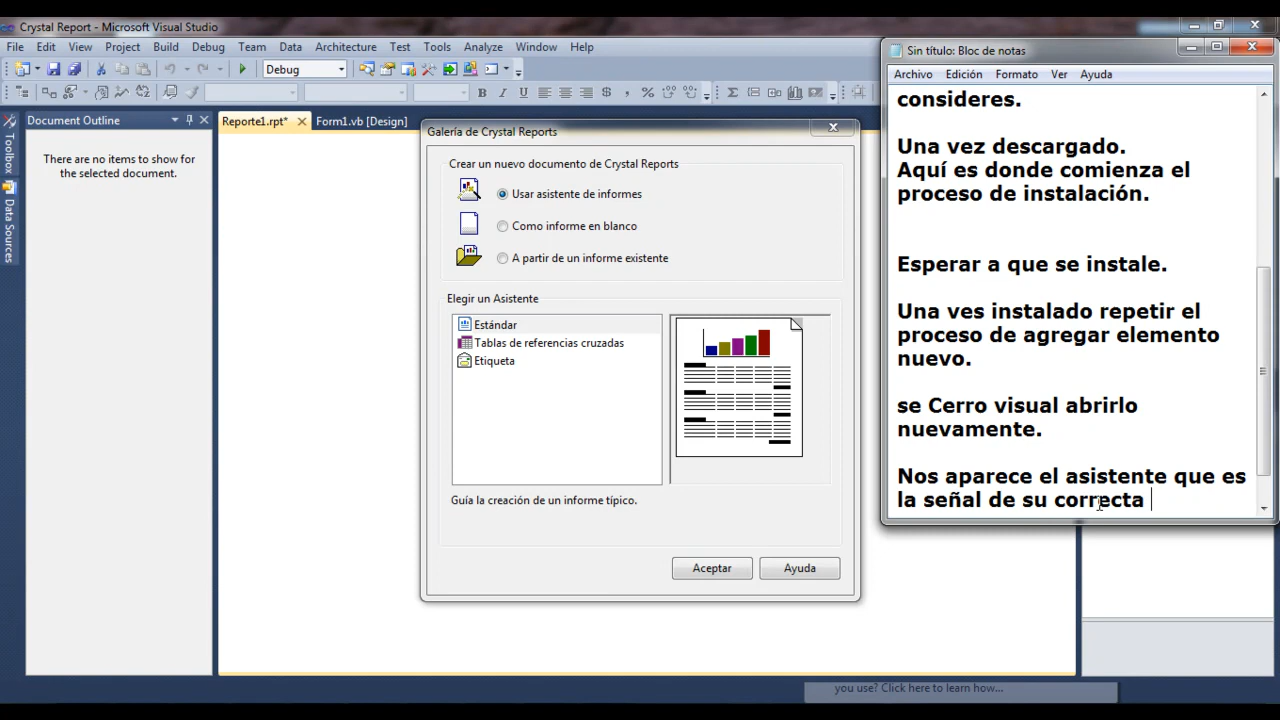 Crystal Report - Microsoft Visual Studio
File Edit View Project Build Debug Team Data Architecture Test Tools Analyze Window Help
Debug
Document Outline
There are no items to show for
the selected document.
Toolbox
Data Sources
Reporte1.rpt* Form1.vb [Design]
Galería de Crystal Reports
Crear un nuevo documento de Crystal Reports
Usar asistente de informes
Como informe en blanco
A partir de un informe existente
Elegir un Asistente
Estándar
Tablas de referencias cruzadas
Etiqueta
Guía la creación de un informe típico.
Aceptar Ayuda
Sin título: Bloc de notas
Archivo Edición Formato Ver Ayuda
consideres.
Una vez descargado.
Aquí es donde comienza el
proceso de instalación.
Esperar a que se instale.
Una ves instalado repetir el
proceso de agregar elemento
nuevo.
se Cerro visual abrirlo
nuevamente.
Nos aparece el asistente que es
la señal de su correcta
you use? Click here to learn how...